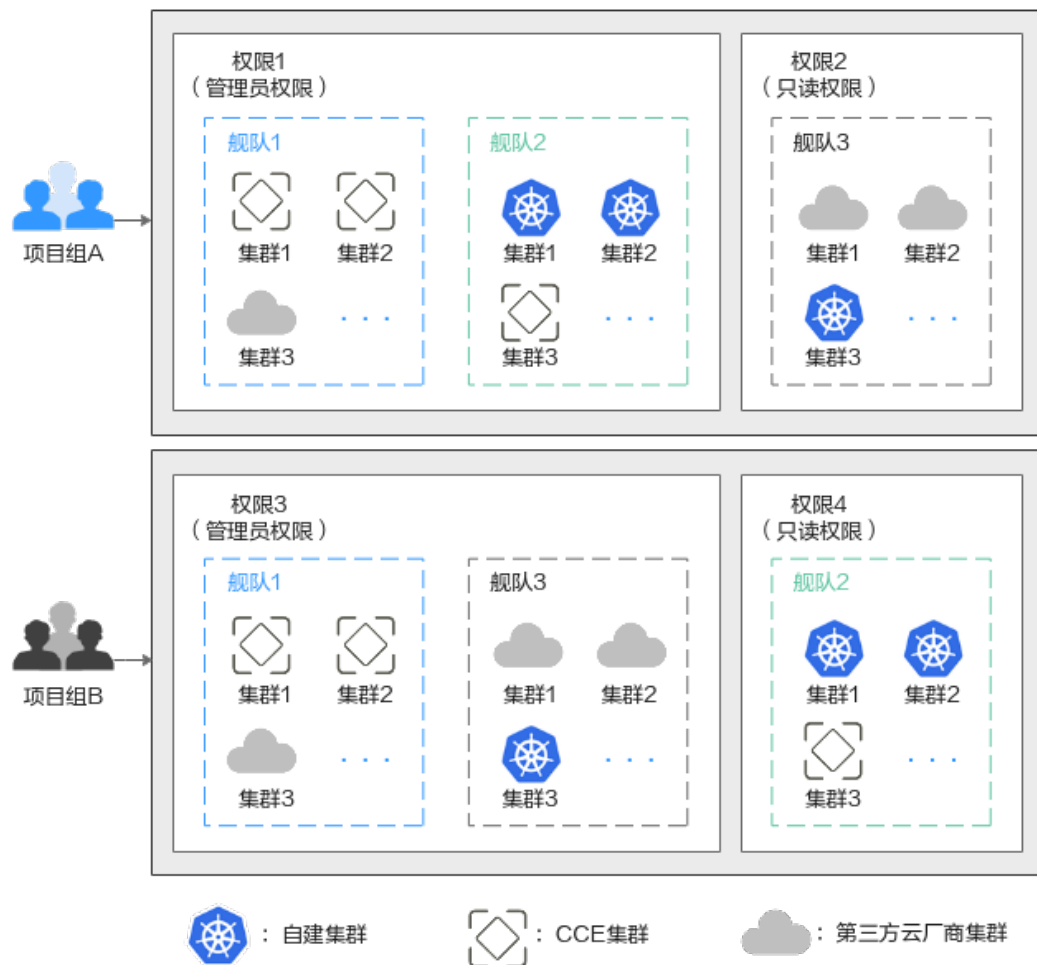 权限1
（管理员权限）
权限2
（只读权限）
舰队1
舰队2
舰队3
集群1
集群2
集群1
集群2
集群1
集群2
项目组A
集群3
· · ·
集群3
· · ·
集群3
· · ·
权限3
（管理员权限）
权限4
（只读权限）
舰队1
舰队3
舰队2
集群1
集群2
集群1
集群2
集群1
集群2
项目组B
集群3
· · ·
集群3
· · ·
集群3
· · ·
：自建集群
：CCE集群
：第三方云厂商集群